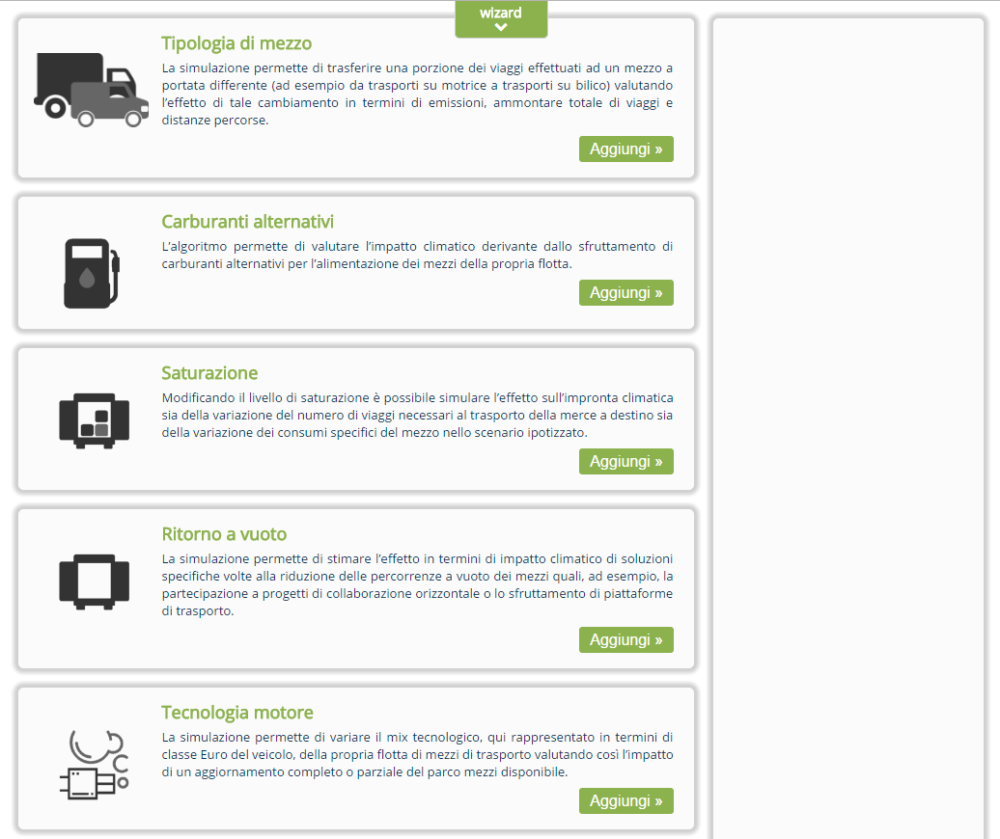 wizard
Tipologia di mezzo
La simulazione permette di trasferire una porzione dei viaggi effettuati ad un mezzo a
portata differente (ad esempio da trasporti su motrice a trasporti su bilico) valutando
l’effetto di tale cambiamento in termini di emissioni, ammontare totale di viaggi e
distanze percorse.
Aggiungi »
Carburanti alternativi
L’algoritmo permette di valutare l’impatto climatico derivante dallo sfruttamento di
carburanti alternativi per l’alimentazione dei mezzi della propria flotta.
Aggiungi »
Saturazione
Modificando il livello di saturazione è possibile simulare l’effetto sull’impronta climatica
sia della variazione del numero di viaggi necessari al trasporto della merce a destino sia
della variazione dei consumi specifici del mezzo nello scenario ipotizzato.
Aggiungi »
Ritorno a vuoto
La simulazione permette di stimare l’effetto in termini di impatto climatico di soluzioni
specifiche volte alla riduzione delle percorrenze a vuoto dei mezzi quali, ad esempio, la
partecipazione a progetti di collaborazione orizzontale o lo sfruttamento di piattaforme
di trasporto.
Aggiungi »
Tecnologia motore
La simulazione permette di variare il mix tecnologico, qui rappresentato in termini di
classe Euro del veicolo, della propria flotta di mezzi di trasporto valutando così l’impatto
di un aggiornamento completo o parziale del parco mezzi disponibile.
Aggiungi »